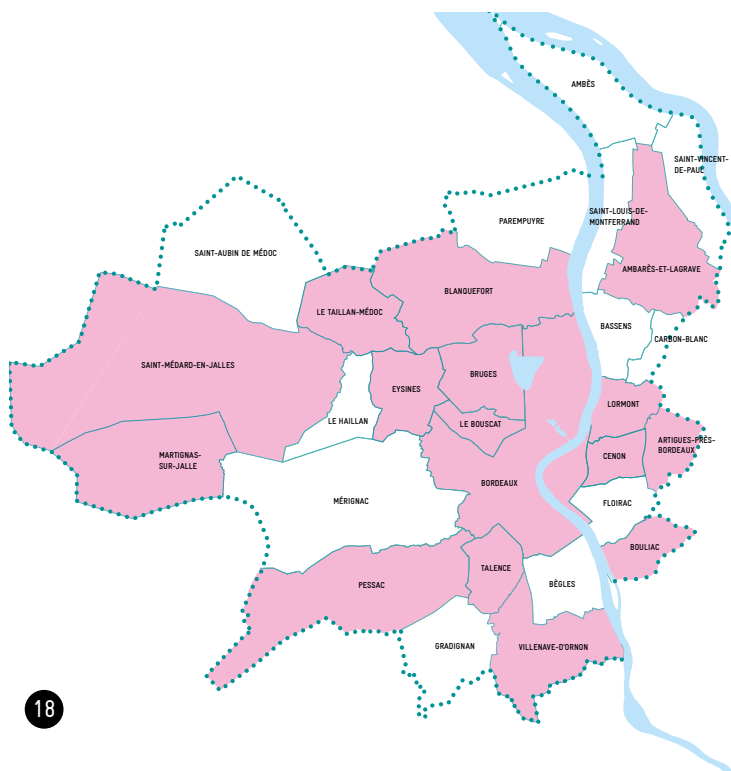 AMBÈS
SAINT-VINCENT-
DE-PAUL
SAINT-LOUIS-DE-
MONTFERRAND
PAREMPUYRE
SAINT-AUBIN DE MÉDOC
AMBARÈS-ET-LAGRAVE
BLANQUEFORT
LE TAILLAN-MÉDOC
BASSENS
CARBON-BLANC
SAINT-MÉDARD-EN-JALLES
BRUGES
EYSINES
LORMONT
LE HAILLAN
LE BOUSCAT
ARTIGUES-PRÈS-
BORDEAUX
MARTIGNAS-
SUR-JALLE
CENON
BORDEAUX
MÉRIGNAC
FLOIRAC
BOULIAC
TALENCE
PESSAC
BÈGLES
GRADIGNAN
VILLENAVE-D'ORNON
18